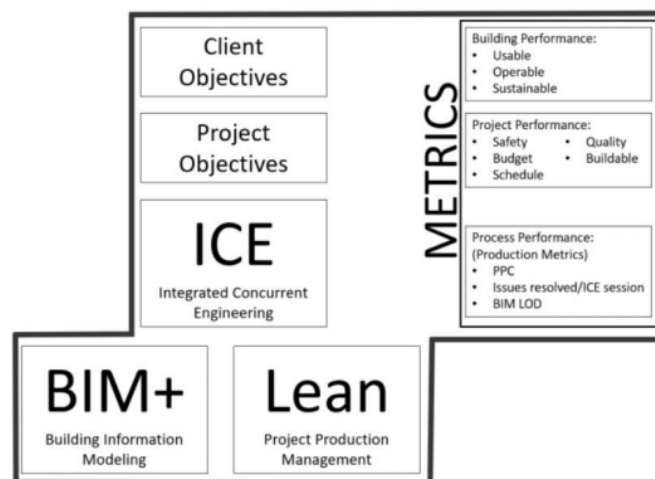 Client
Objectives
Project
Objectives
ICE
Integrated Concurrent
Engineering
BIM+
Building Information
Modeling
Lean
Project Production
Management
METRICS
Building Performance:
• Usable
• Operable
• Sustainable
Project Performance:
• Safety • Quality
• Budget • Buildable
• Schedule
Process Performance:
(Production Metrics)
• PPC
• Issues resolved/ICE session
• BIM LOD